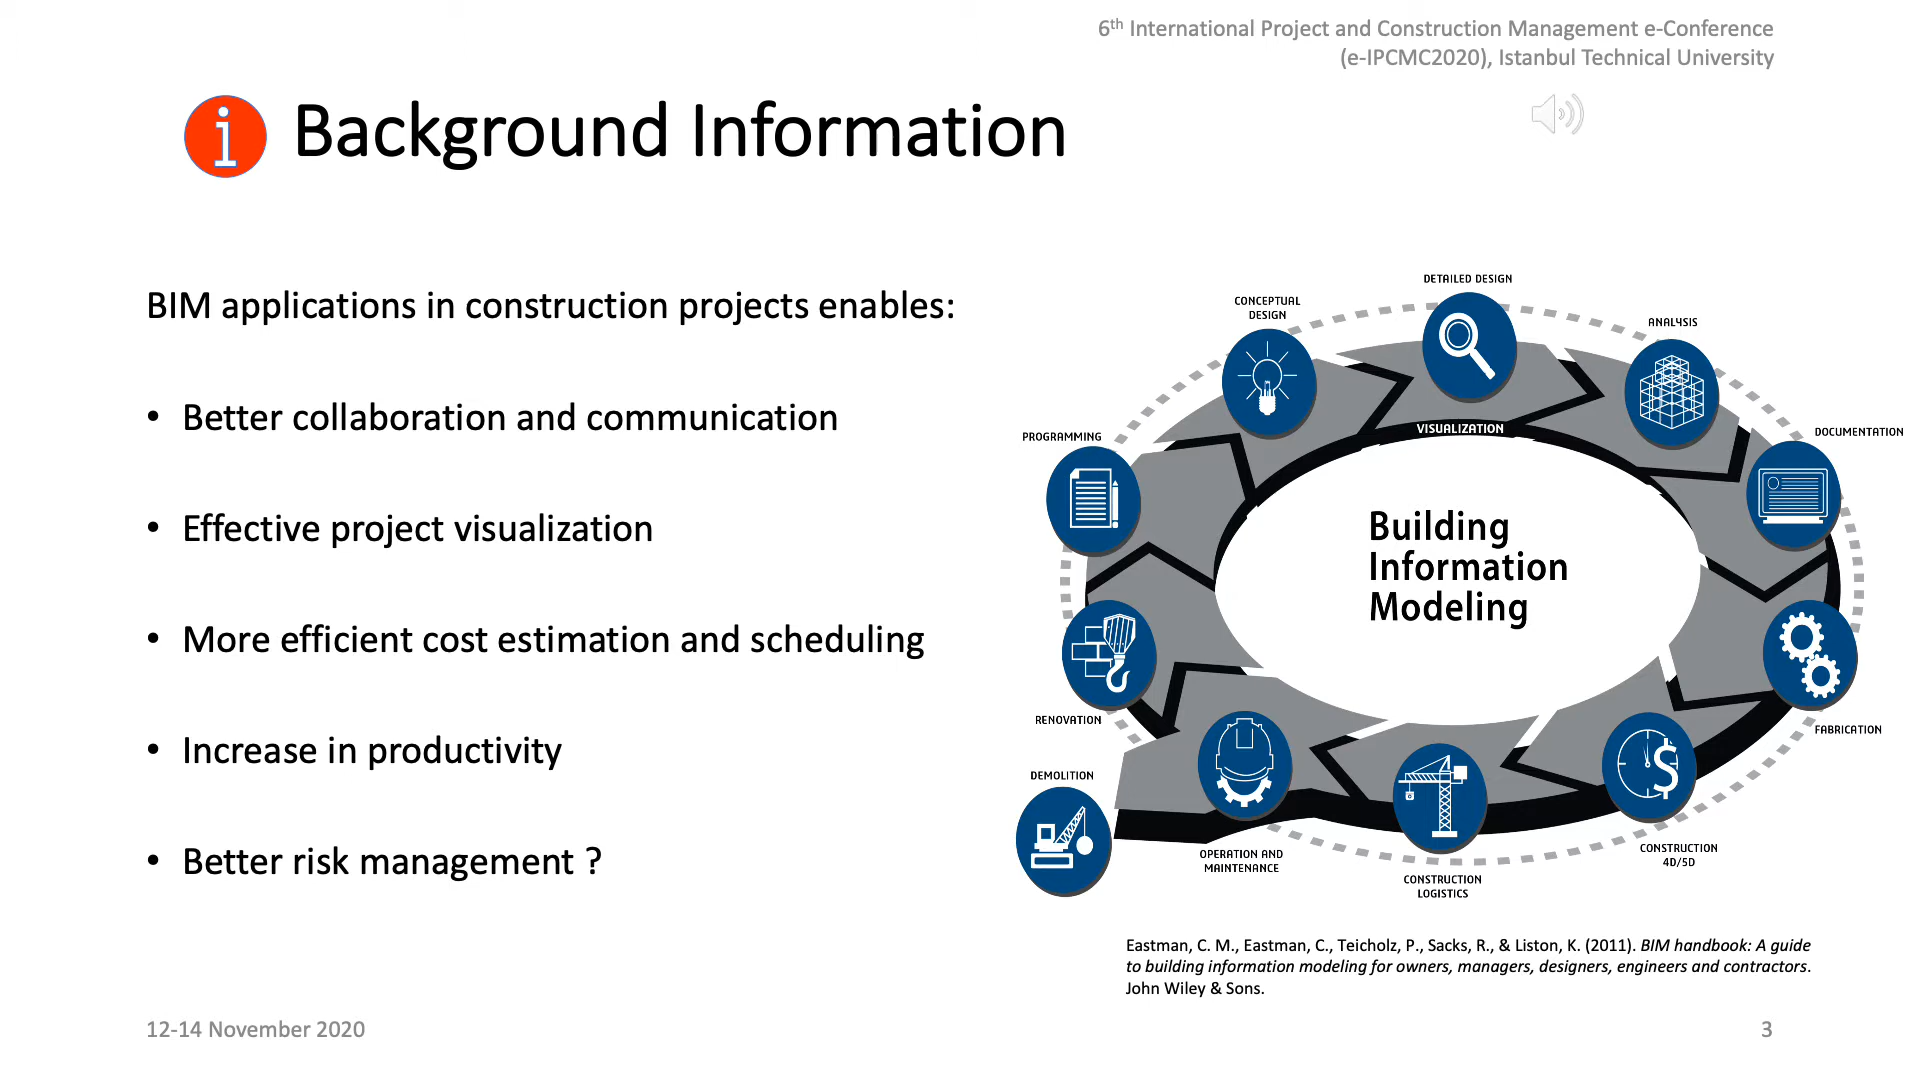 6th International Project and Construction Management e-Conference
(e-IPCMC2020), Istanbul Technical University
i Background Information
BIM applications in construction projects enables:
• Better collaboration and communication
• Effective project visualization
• More efficient cost estimation and scheduling
• Increase in productivity
• Better risk management ?
DETAILED DESIGN
CONCEPTUAL
DESIGN
ANALYSIS
DOCUMENTATION
PROGRAMMING
VISUALIZATION
Building
Information
Modeling
RENOVATION
FABRICATION
DEMOLITION
OPERATION AND
MAINTENANCE
CONSTRUCTION
LOGISTICS
$
CONSTRUCTION
4D/5D
Eastman, C. M., Eastman, C., Teicholz, P., Sacks, R., & Liston, K. (2011). BIM handbook: A guide
to building information modeling for owners, managers, designers, engineers and contractors.
John Wiley & Sons.
12-14 November 2020
3